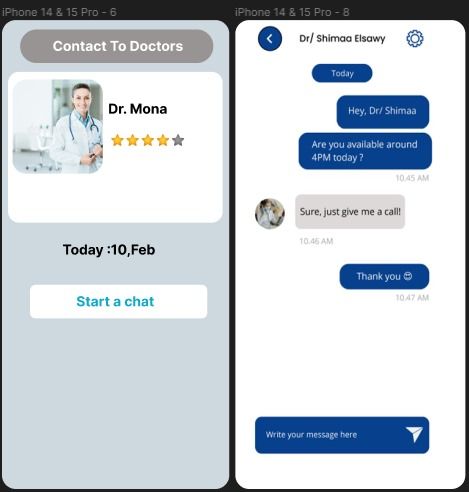 iPhone 14 & 15 Pro - 6
Contact To Doctors
Dr. Mona
Today :10,Feb
Start a chat
iPhone 14 & 15 Pro - 8
Dr/ Shimaa Elsawy
Today
Hey, Dr/ Shimaa
Are you available around
4PM today ?
10.45 AM
Sure, just give me a call!
10.46 AM
Thank you 😍
10.47 AM
Write your message here